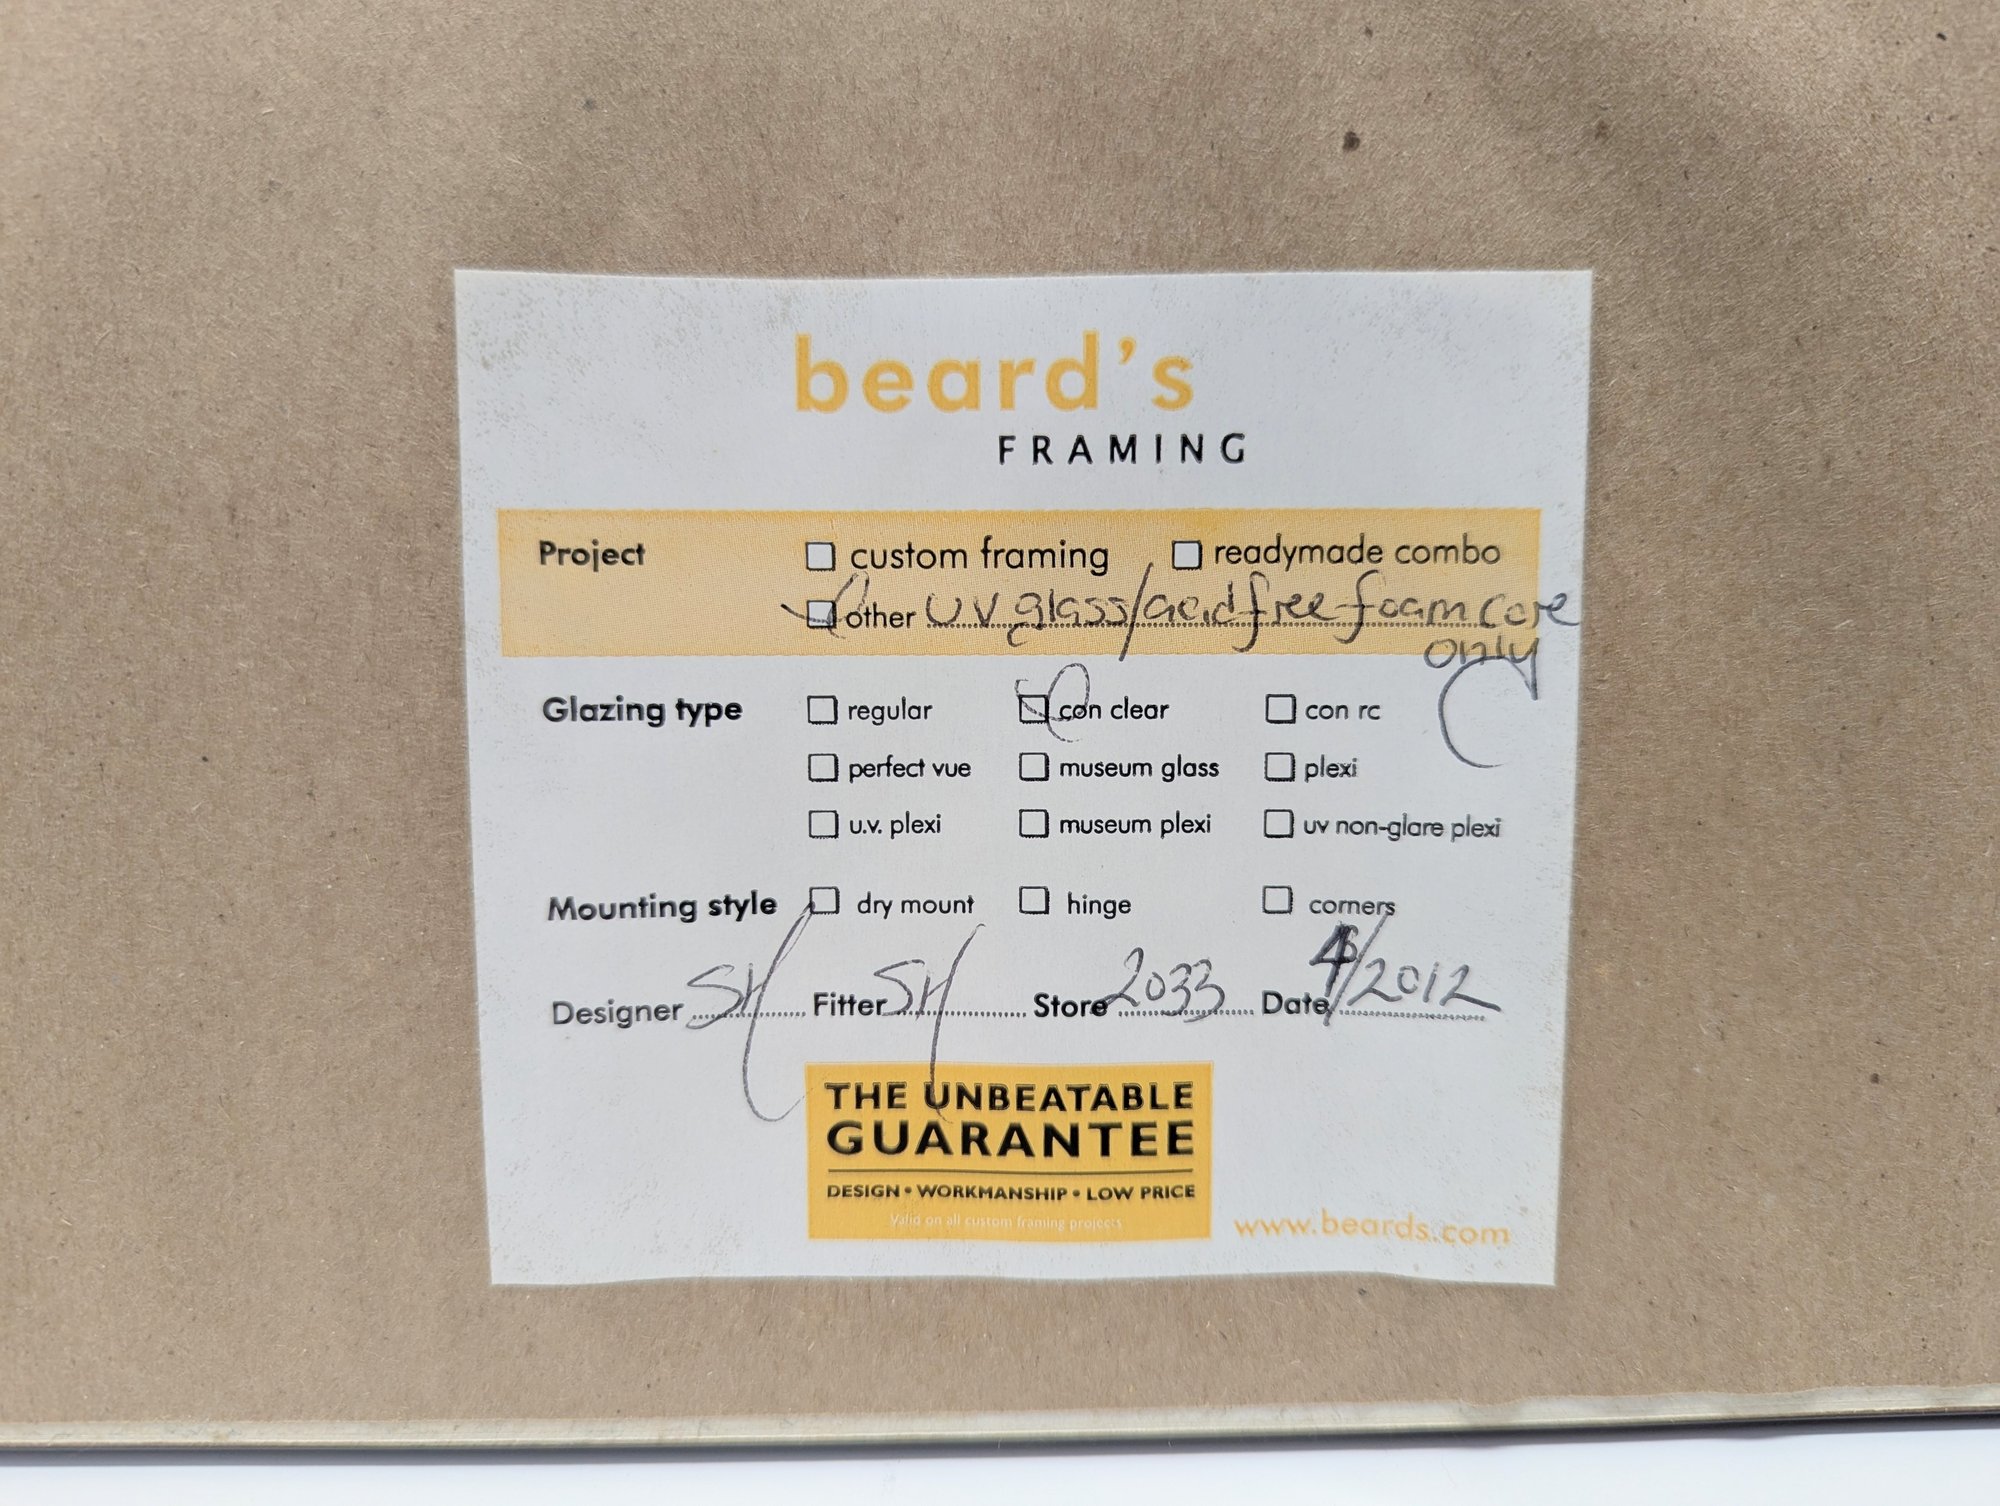 beard's
FRAMING
Project custom framing readymade combo
other UV glass/acid free foam core
only
Glazing type regular con clear con rc
perfect vue museum glass plexi
u.v. plexi museum plexi uv non-glare plexi
Mounting style dry mount hinge corners
Designer SH Fitter SH Store 2033 Date 4/2012
THE UNBEATABLE
GUARANTEE
DESIGN • WORKMANSHIP • LOW PRICE
Valid on all custom framing projects
www.beards.com